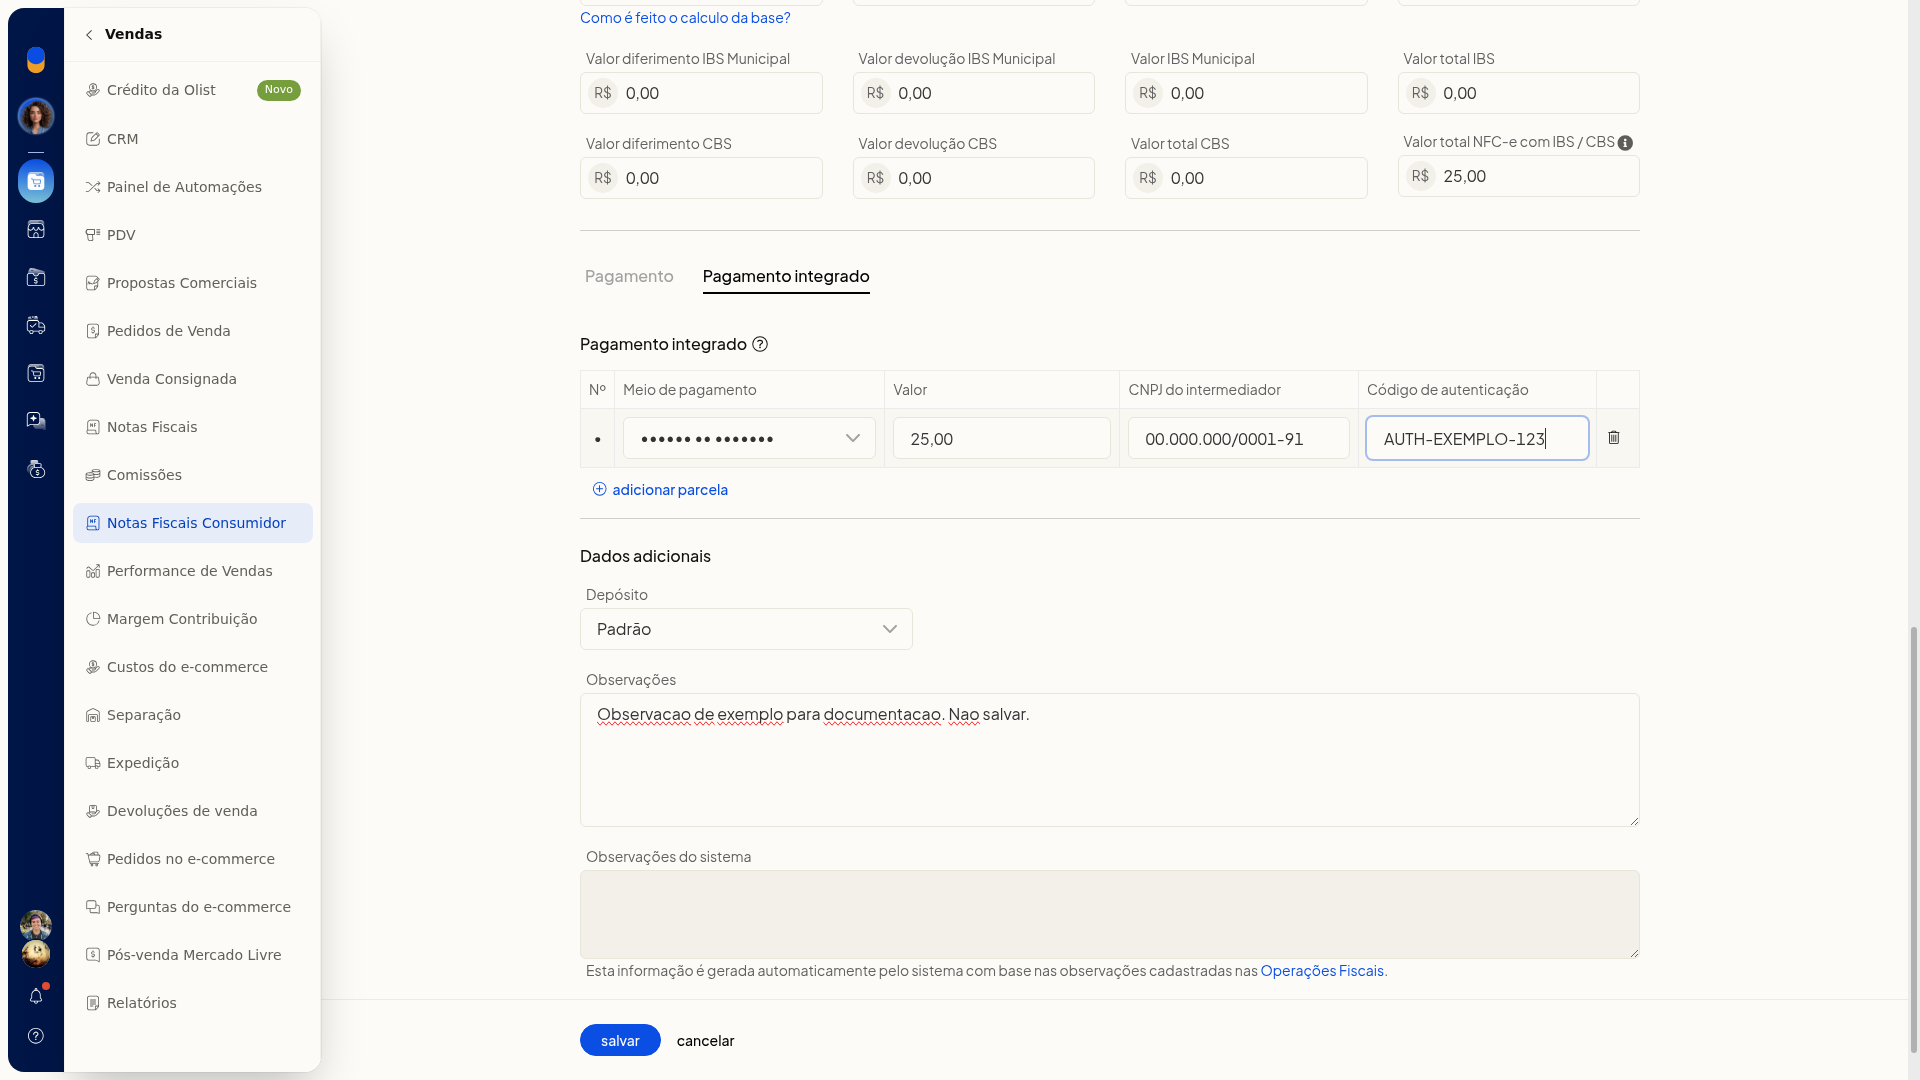 Vendas
Crédito da Olist
Novo
CRM
Painel de Automações
PDV
Propostas Comerciais
Pedidos de Venda
Venda Consignada
Notas Fiscais
Comissões
Notas Fiscais Consumidor
Performance de Vendas
Margem Contribuição
Custos do e-commerce
Separação
Expedição
Devoluções de venda
Pedidos no e-commerce
Perguntas do e-commerce
Pós-venda Mercado Livre
Relatórios
Como é feito o calculo da base?
Valor diferimento IBS Municipal
Valor devolução IBS Municipal
Valor IBS Municipal
Valor total IBS
R$ 0,00
R$ 0,00
R$ 0,00
R$ 0,00
Valor diferimento CBS
Valor devolução CBS
Valor total CBS
Valor total NFC-e com IBS / CBS
R$ 0,00
R$ 0,00
R$ 0,00
R$ 25,00
Pagamento
Pagamento integrado
Pagamento integrado
Nº
Meio de pagamento
Valor
CNPJ do intermediador
Código de autenticação
•
•••••• •• •••••••
25,00
00.000.000/0001-91
AUTH-EXEMPLO-123
adicionar parcela
Dados adicionais
Depósito
Padrão
Observações
Observacao de exemplo para documentacao. Nao salvar.
Observações do sistema
Esta informação é gerada automaticamente pelo sistema com base nas observações cadastradas nas Operações Fiscais.
salvar
cancelar